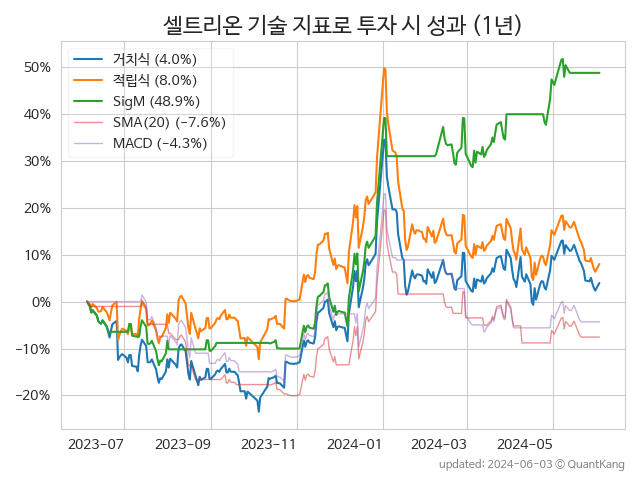 셀트리온 기술 지표로 투자 시 성과 (1년)
거치식 (4.0%)
적립식 (8.0%)
SigM (48.9%)
SMA(20) (−7.6%)
MACD (−4.3%)
50%
40%
30%
20%
10%
0%
−10%
−20%
2023−07 2023−09 2023−11 2024−01 2024−03 2024−05
updated: 2024−06−03 ⓒ QuantKang